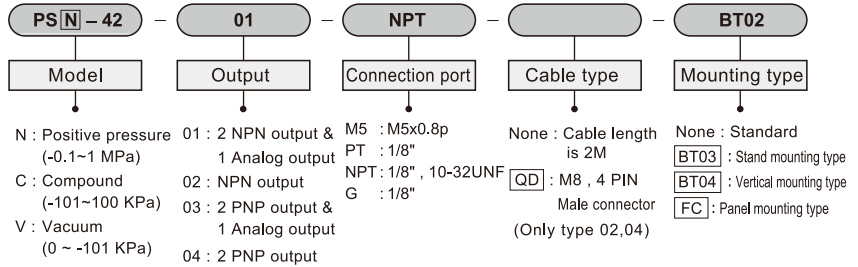 PS N – 42 – 01 – NPT – – BT02
Model Output Connection port Cable type Mounting type
N : Positive pressure
(-0.1~1 MPa)
C : Compound
(-101~100 KPa)
V : Vacuum
(0 ~ -101 KPa)
01 : 2 NPN output &
1 Analog output
02 : NPN output
03 : 2 PNP output &
1 Analog output
04 : 2 PNP output
M5 : M5x0.8p
PT : 1/8"
NPT : 1/8" , 10-32UNF
G : 1/8"
None : Cable length
is 2M
QD : M8 , 4 PIN
Male connector
(Only type 02,04)
None : Standard
BT03 : Stand mounting type
BT04 : Vertical mounting type
FC : Panel mounting type